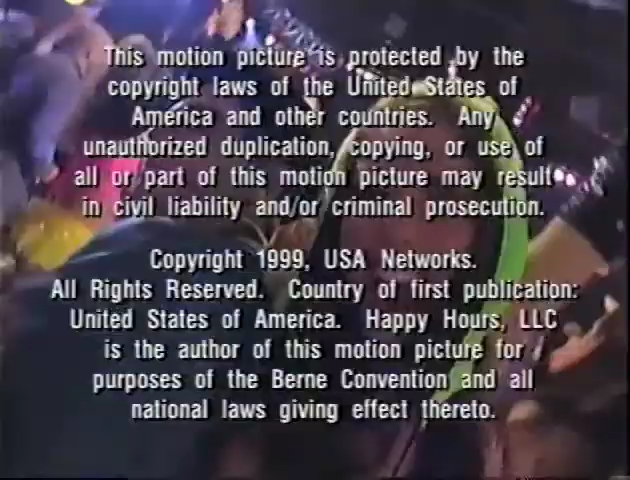 This motion picture is protected by the
copyright laws of the United States of
America and other countries. Any
unauthorized duplication, copying, or use of
all or part of this motion picture may result
in civil liability and/or criminal prosecution.
Copyright 1999, USA Networks.
All Rights Reserved. Country of first publication:
United States of America. Happy Hours, LLC
is the author of this motion picture for
purposes of the Berne Convention and all
national laws giving effect thereto.